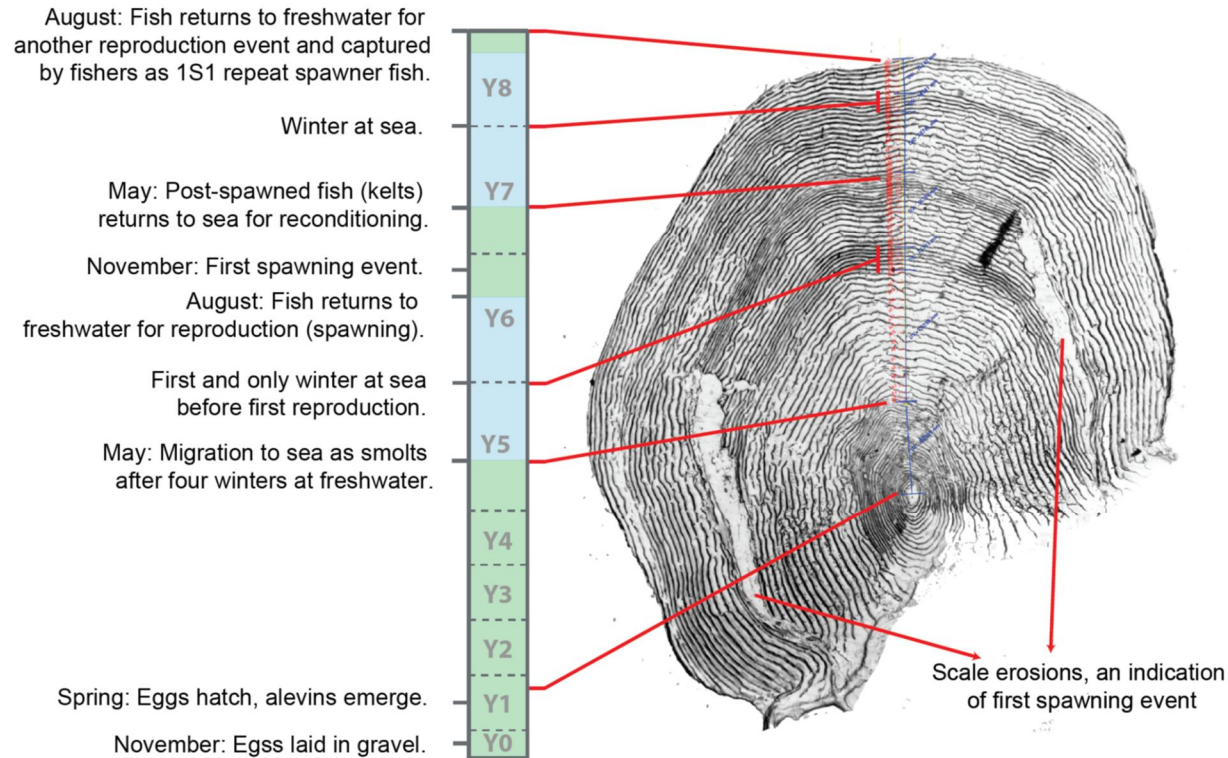 August: Fish returns to freshwater for
another reproduction event and captured
by fishers as 1S1 repeat spawner fish.
Y8
Winter at sea.
May: Post-spawned fish (kelts)
returns to sea for reconditioning.
Y7
November: First spawning event.
August: Fish returns to
freshwater for reproduction (spawning).
Y6
First and only winter at sea
before first reproduction.
Y5
May: Migration to sea as smolts
after four winters at freshwater.
Y4
Y3
Y2
Spring: Eggs hatch, alevins emerge.
Y1
November: Egss laid in gravel.
Y0
Scale erosions, an indication
of first spawning event